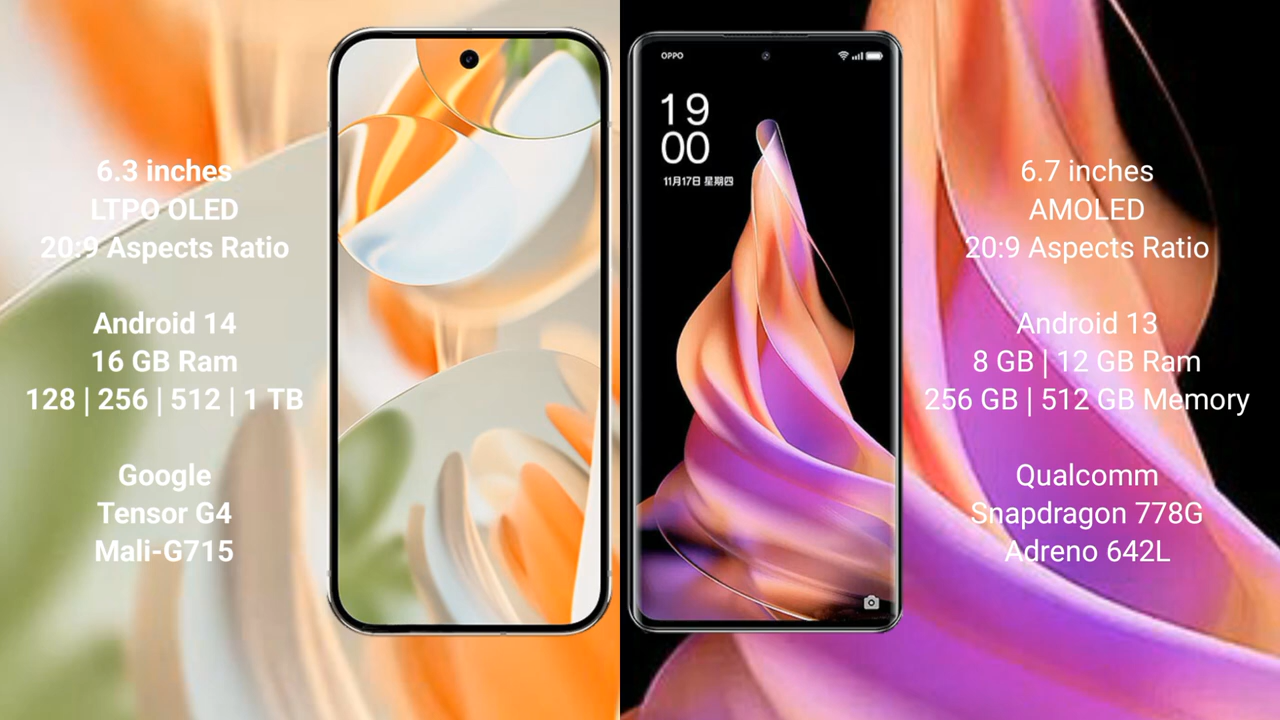 6.3 inches
LTPO OLED
20:9 Aspects Ratio
Android 14
16 GB Ram
128 | 256 | 512 | 1 TB
Google
Tensor G4
Mali-G715
OPPO
19
00
11月17日 星期四
6.7 inches
AMOLED
20:9 Aspects Ratio
Android 13
8 GB | 12 GB Ram
256 GB | 512 GB Memory
Qualcomm
Snapdragon 778G
Adreno 642L